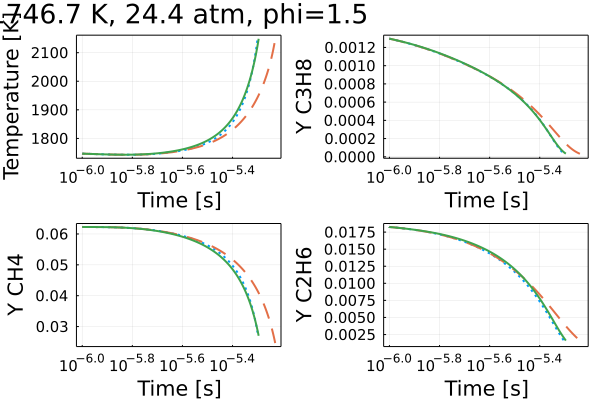 746.7 K, 24.4 atm, phi=1.5
Temperature [K]
2100
2000
1900
1800
10^−6.0 10^−5.8 10^−5.6 10^−5.4
Time [s]
Y C3H8
0.0012
0.0010
0.0008
0.0006
0.0004
0.0002
0.0000
10^−6.0 10^−5.8 10^−5.6 10^−5.4
Time [s]
Y CH4
0.06
0.05
0.04
0.03
10^−6.0 10^−5.8 10^−5.6 10^−5.4
Time [s]
Y C2H6
0.0175
0.0150
0.0125
0.0100
0.0075
0.0050
0.0025
10^−6.0 10^−5.8 10^−5.6 10^−5.4
Time [s]